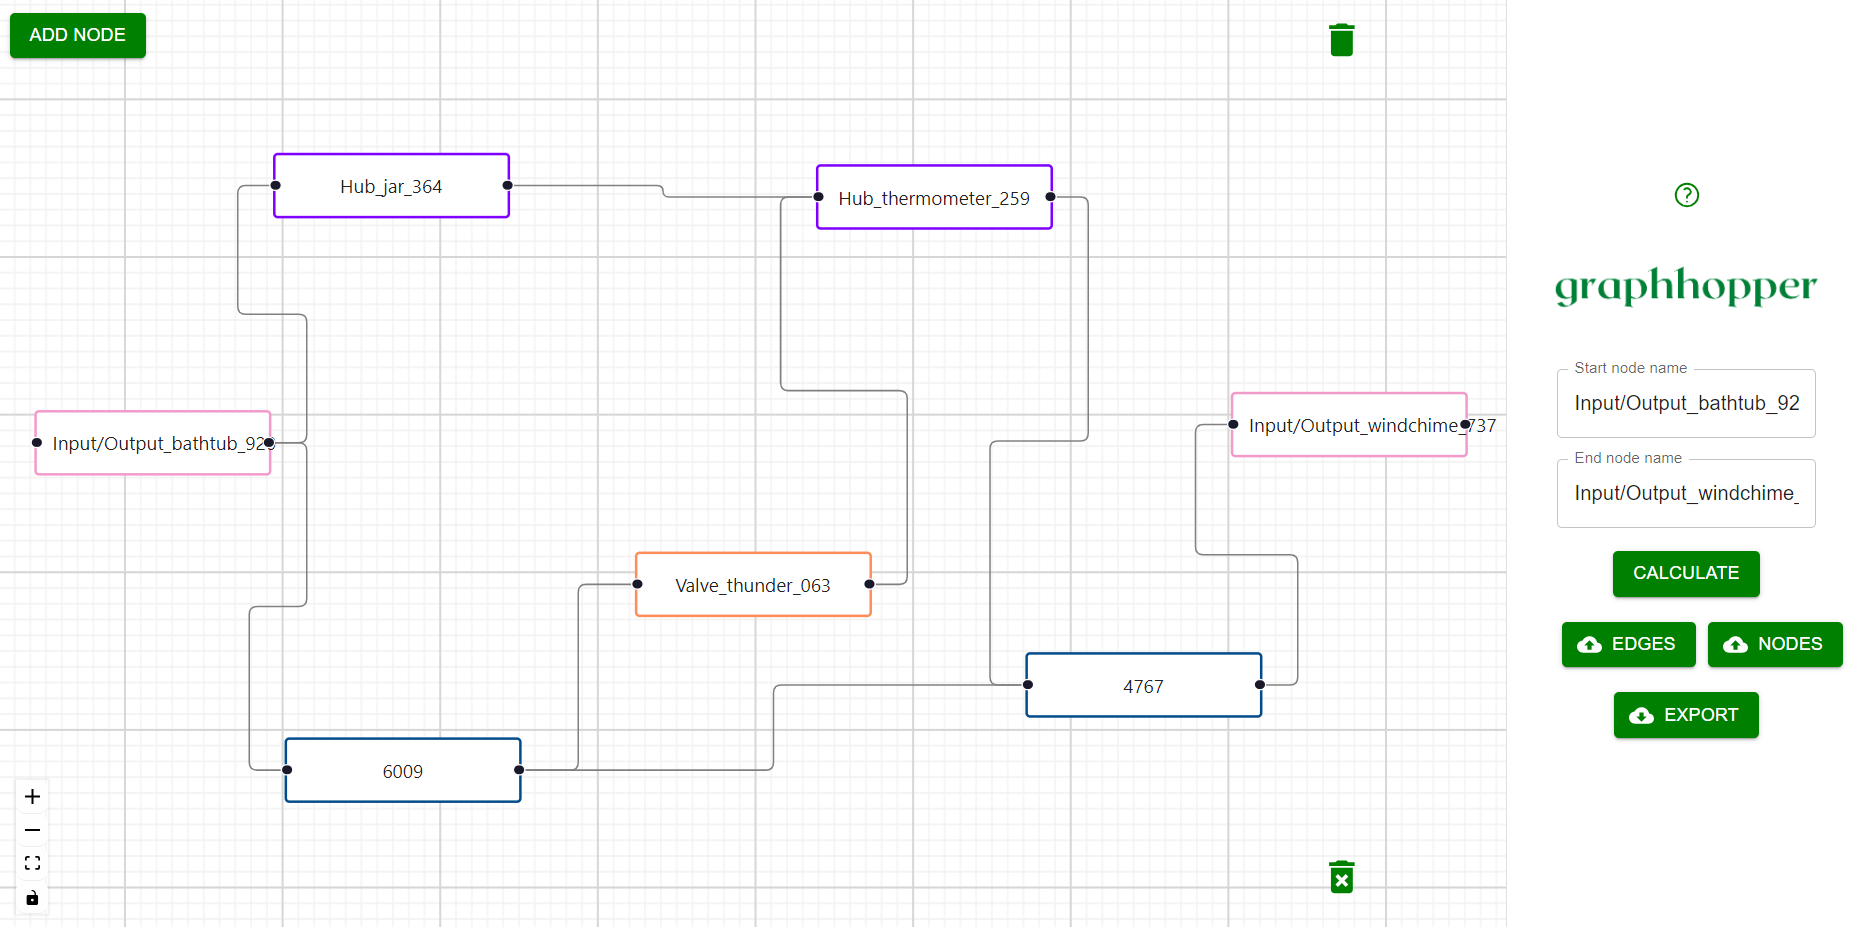 ADD NODE
Hub_jar_364
Hub_thermometer_259
Input/Output_bathtub_92
Input/Output_windchime_737
Valve_thunder_063
4767
6009
?
graphhopper
Start node name
Input/Output_bathtub_92
End node name
Input/Output_windchime_
CALCULATE
EDGES
NODES
EXPORT